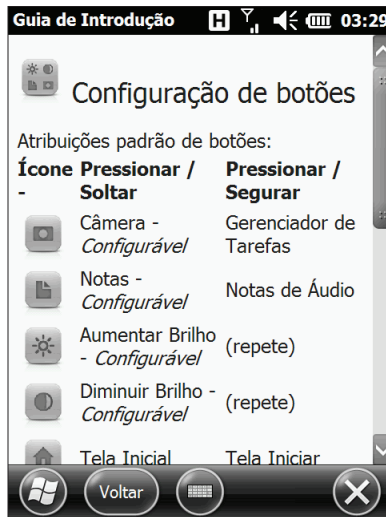 Guia de Introdução H 03:29
Configuração de botões
Atribuições padrão de botões:
Ícone Pressionar / Pressionar /
- Soltar Segurar
Câmera - Gerenciador de
Configurável Tarefas
Notas -
Configurável Notas de Áudio
Aumentar Brilho
- Configurável (repete)
Diminuir Brilho -
Configurável (repete)
Tela Inicial Tela Iniciar
Voltar